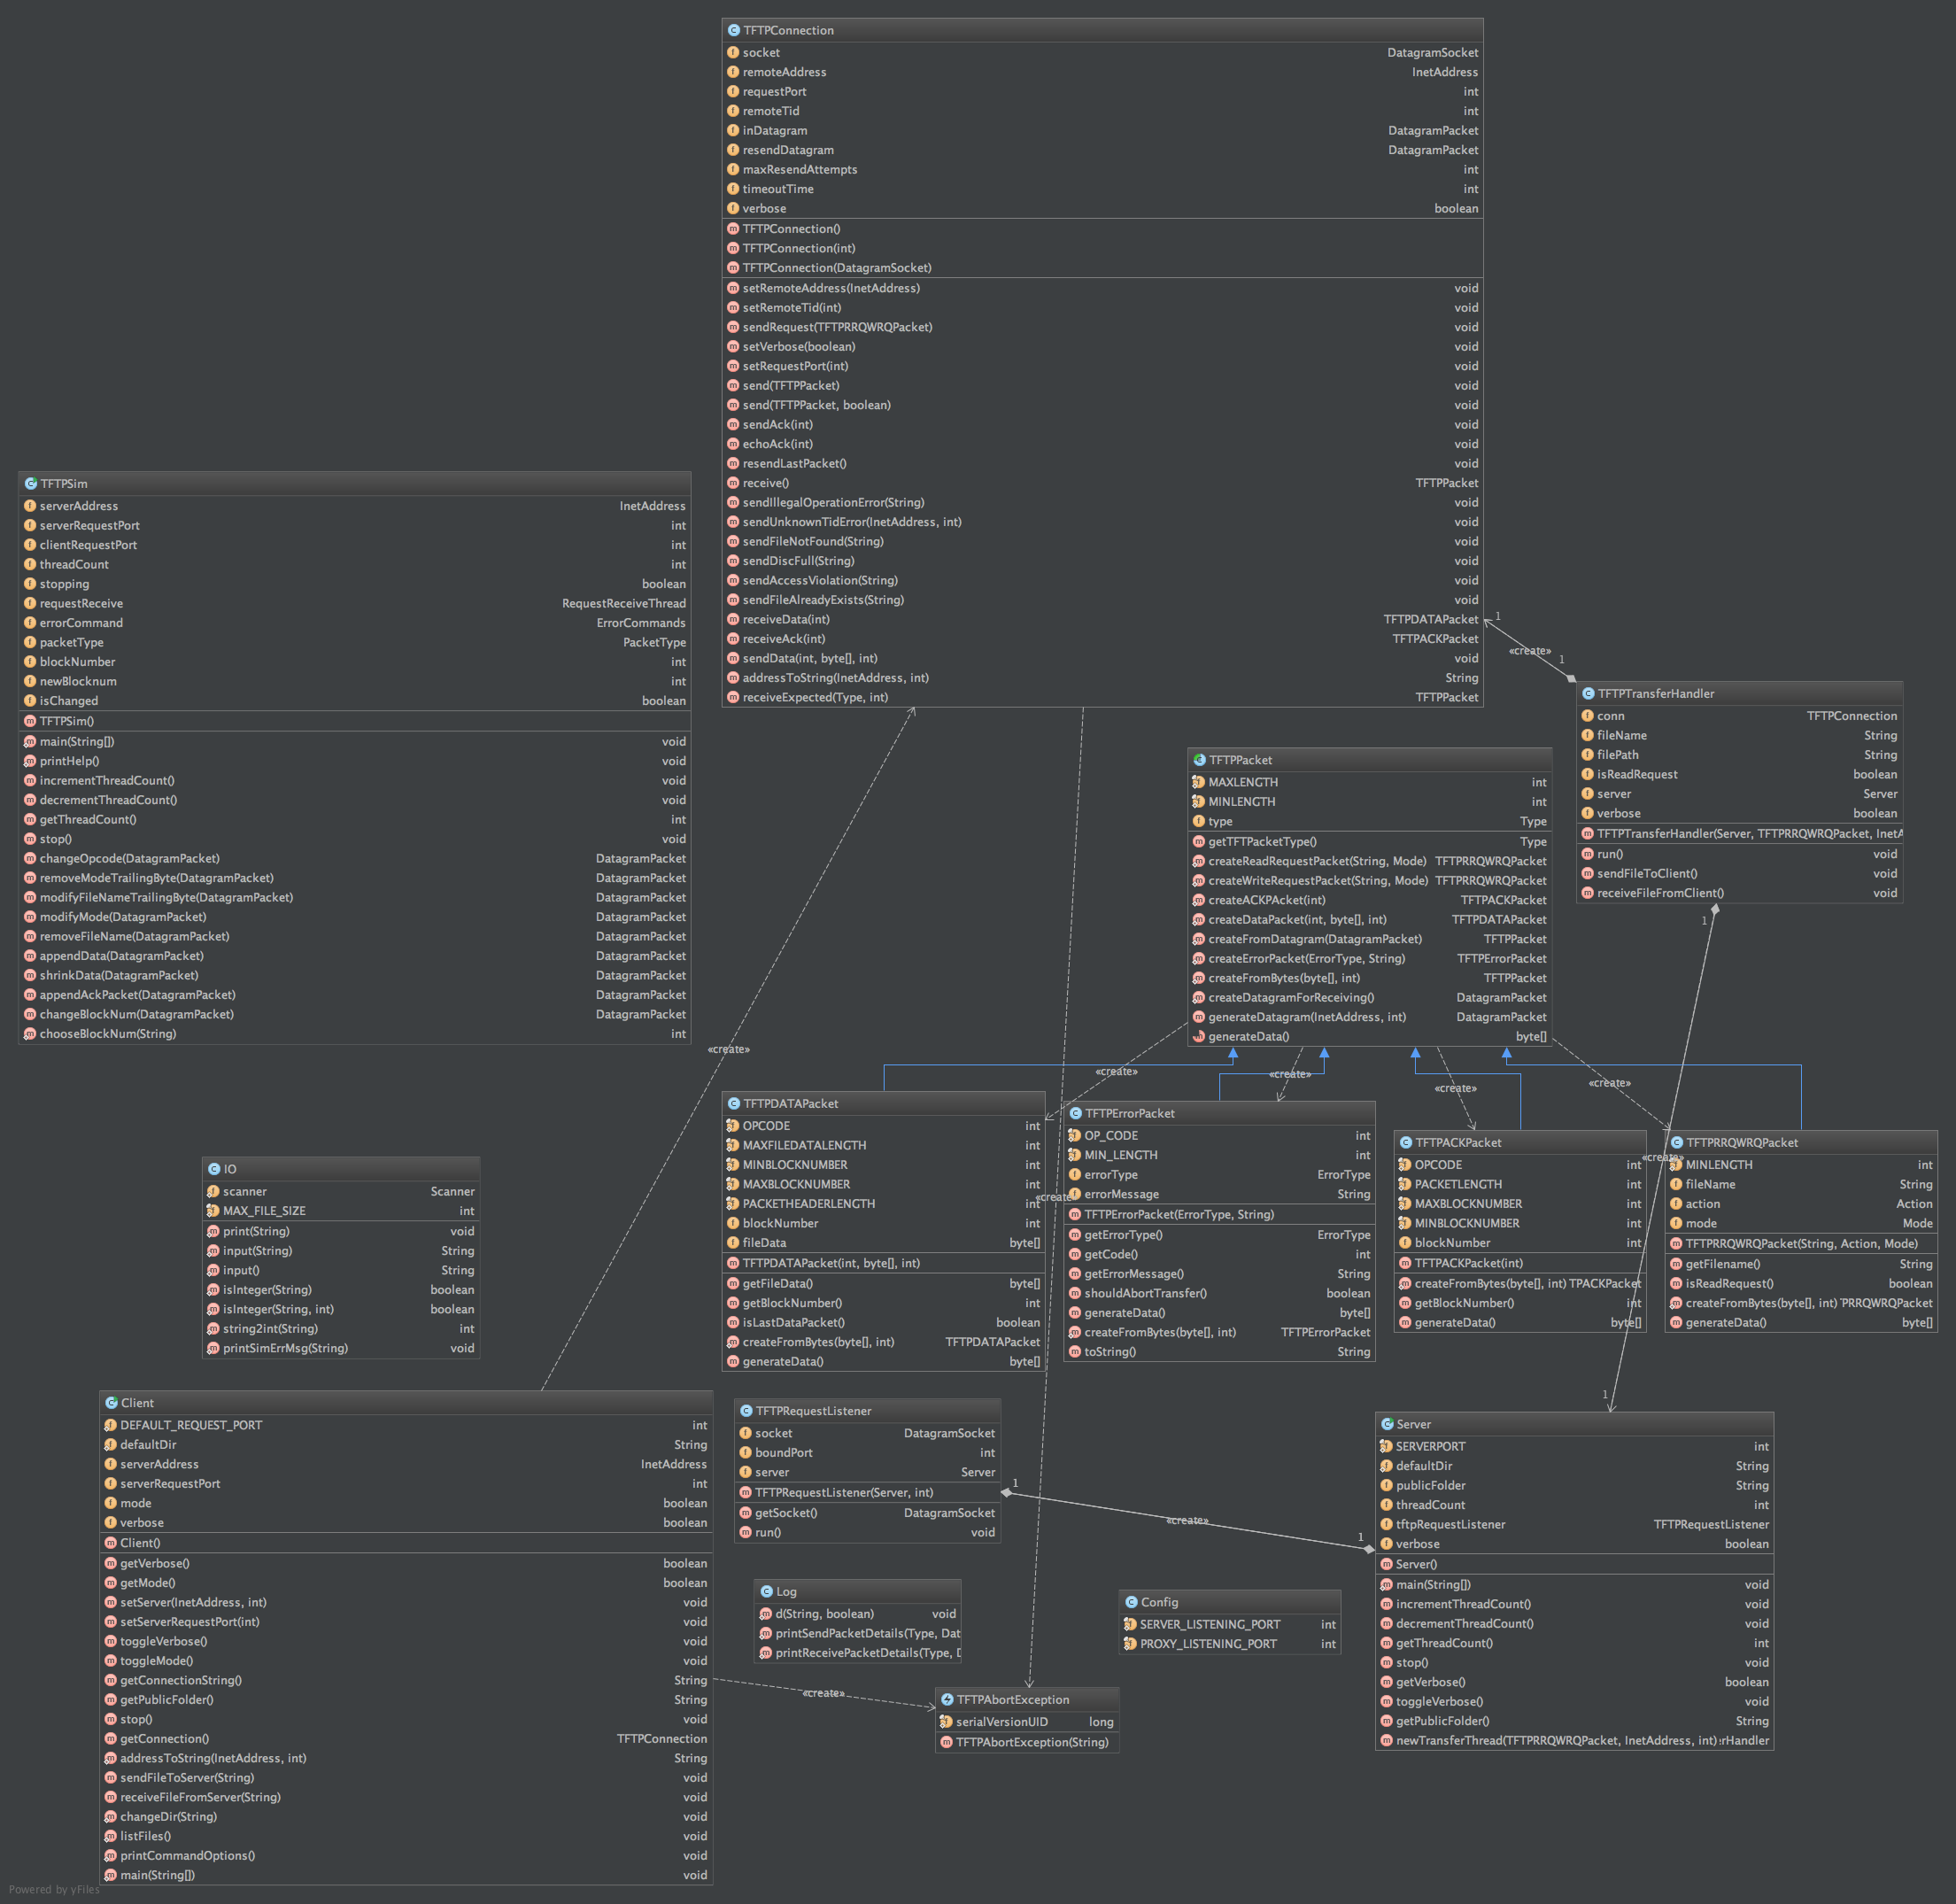 TFTPConnection
socket DatagramSocket
remoteAddress InetAddress
requestPort int
remoteTid int
inDatagram DatagramPacket
resendDatagram DatagramPacket
maxResendAttempts int
timeoutTime int
verbose boolean
TFTPConnection()
TFTPConnection(int)
TFTPConnection(DatagramSocket)
setRemoteAddress(InetAddress) void
setRemoteTid(int) void
sendRequest(TFTPRRQWRQPacket) void
setVerbose(boolean) void
setRequestPort(int) void
send(TFTPPacket) void
send(TFTPPacket, boolean) void
sendAck(int) void
echoAck(int) void
resendLastPacket() void
receive() TFTPPacket
sendIllegalOperationError(String) void
sendUnknownTidError(InetAddress, int) void
sendFileNotFound(String) void
sendDiscFull(String) void
sendAccessViolation(String) void
sendFileAlreadyExists(String) void
receiveData(int) TFTPDATAPacket
receiveAck(int) TFTPACKPacket
sendData(int, byte[], int) void
addressToString(InetAddress, int) String
receiveExpected(Type, int) TFTPPacket
TFTPSim
serverAddress InetAddress
serverRequestPort int
clientRequestPort int
threadCount int
stopping boolean
requestReceive RequestReceiveThread
errorCommand ErrorCommands
packetType PacketType
blockNumber int
newBlocknum int
isChanged boolean
TFTPSim()
main(String[]) void
printHelp() void
incrementThreadCount() void
decrementThreadCount() void
getThreadCount() int
stop() void
changeOpcode(DatagramPacket) DatagramPacket
removeModeTrailingByte(DatagramPacket) DatagramPacket
modifyFileNameTrailingByte(DatagramPacket) DatagramPacket
modifyMode(DatagramPacket) DatagramPacket
removeFileName(DatagramPacket) DatagramPacket
appendData(DatagramPacket) DatagramPacket
shrinkData(DatagramPacket) DatagramPacket
appendAckPacket(DatagramPacket) DatagramPacket
changeBlockNum(DatagramPacket) DatagramPacket
chooseBlockNum(String) int
1
«create»
1
TFTPTransferHandler
conn TFTPConnection
fileName String
filePath String
isReadRequest boolean
server Server
verbose boolean
TFTPTransferHandler(Server, TFTPRRQWRQPacket, InetA
run() void
sendFileToClient() void
receiveFileFromClient() void
1
TFTPPacket
MAXLENGTH int
MINLENGTH int
type Type
getTFTPacketType() Type
createReadRequestPacket(String, Mode) TFTPRRQWRQPacket
createWriteRequestPacket(String, Mode) TFTPRRQWRQPacket
createACKPAcket(int) TFTPACKPacket
createDataPacket(int, byte[], int) TFTPDATAPacket
createFromDatagram(DatagramPacket) TFTPPacket
createErrorPacket(ErrorType, String) TFTPErrorPacket
createFromBytes(byte[], int) TFTPPacket
createDatagramForReceiving() DatagramPacket
generateDatagram(InetAddress, int) DatagramPacket
generateData() byte[]
«create»
«create»
«create»
«create»
«create»
TFTPDATAPacket
OPCODE int
MAXFILEDATALENGTH int
MINBLOCKNUMBER int
MAXBLOCKNUMBER int
PACKETHEADERLENGTH int
blockNumber int
fileData byte[]
TFTPDATAPacket(int, byte[], int)
getFileData() byte[]
getBlockNumber() int
isLastDataPacket() boolean
createFromBytes(byte[], int) TFTPDATAPacket
generateData() byte[]
«create»
TFTPErrorPacket
OP_CODE int
MIN_LENGTH int
errorType ErrorType
errorMessage String
TFTPErrorPacket(ErrorType, String)
getErrorType() ErrorType
getCode() int
getErrorMessage() String
shouldAbortTransfer() boolean
generateData() byte[]
createFromBytes(byte[], int) TFTPErrorPacket
toString() String
TFTPACKPacket
OPCODE int
PACKETLENGTH int
MAXBLOCKNUMBER int
MINBLOCKNUMBER int
blockNumber int
TFTPACKPacket(int)
createFromBytes(byte[], int) TPACKPacket
getBlockNumber() int
generateData() byte[]
«create»
TFTPRRQWRQPacket
MINLENGTH int
fileName String
action Action
mode Mode
TFTPRRQWRQPacket(String, Action, Mode)
getFilename() String
isReadRequest() boolean
createFromBytes(byte[], int) PRRQWRQPacket
generateData() byte[]
IO
scanner Scanner
MAX_FILE_SIZE int
print(String) void
input(String) String
input() String
isInteger(String) boolean
isInteger(String, int) boolean
string2int(String) int
printSimErrMsg(String) void
Client
DEFAULT_REQUEST_PORT int
defaultDir String
serverAddress InetAddress
serverRequestPort int
mode boolean
verbose boolean
Client()
getVerbose() boolean
getMode() boolean
setServer(InetAddress, int) void
setServerRequestPort(int) void
toggleVerbose() void
toggleMode() void
getConnectionString() String
getPublicFolder() String
stop() void
getConnection() TFTPConnection
addressToString(InetAddress, int) String
sendFileToServer(String) void
receiveFileFromServer(String) void
changeDir(String) void
listFiles() void
printCommandOptions() void
main(String[]) void
TFTPRequestListener
socket DatagramSocket
boundPort int
server Server
TFTPRequestListener(Server, int)
getSocket() DatagramSocket
run() void
1
«create»
1
1
Server
SERVERPORT int
defaultDir String
publicFolder String
threadCount int
tftpRequestListener TFTPRequestListener
verbose boolean
Server()
main(String[]) void
incrementThreadCount() void
decrementThreadCount() void
getThreadCount() int
stop() void
getVerbose() boolean
toggleVerbose() void
getPublicFolder() String
newTransferThread(TFTPRRQWRQPacket, InetAddress, int) rHandler
Log
d(String, boolean) void
printSendPacketDetails(Type, Dat
printReceivePacketDetails(Type, D
Config
SERVER_LISTENING_PORT int
PROXY_LISTENING_PORT int
«create»
TFTPAbortException
serialVersionUID long
TFTPAbortException(String)
Powered by yFiles